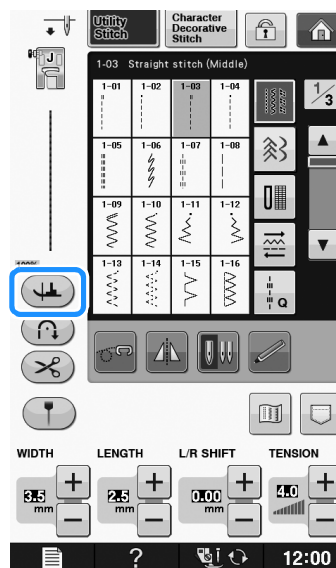 Utility
Stitch
Character
Decorative
Stitch
J
1-03 Straight stitch (Middle)
1/3
1-01 1-02 1-03 1-04
1-05 1-06 1-07 1-08
1-09 1-10 1-11 1-12
1-13 1-14 1-15 1-16
Q
WIDTH LENGTH L/R SHIFT TENSION
3.5 mm 2.5 mm 0.00 mm 4.0
? 12:00